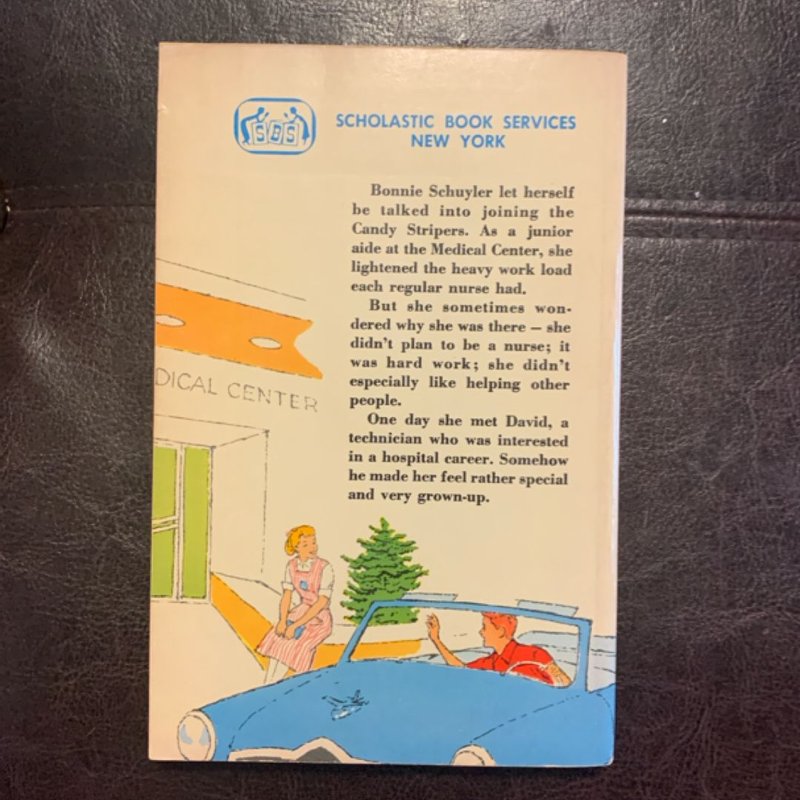 SBS
SCHOLASTIC BOOK SERVICES
NEW YORK
Bonnie Schuyler let herself
be talked into joining the
Candy Stripers. As a junior
aide at the Medical Center, she
lightened the heavy work load
each regular nurse had.
But she sometimes won-
dered why she was there — she
didn't plan to be a nurse; it
was hard work; she didn't
especially like helping other
people.
One day she met David, a
technician who was interested
in a hospital career. Somehow
he made her feel rather special
and very grown-up.
DICAL CENTER